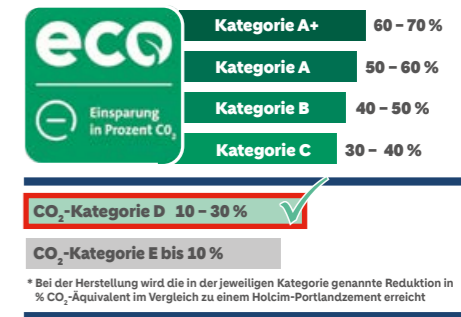 eco
Einsparung
in Prozent CO₂
Kategorie A+ 60 – 70 %
Kategorie A 50 – 60 %
Kategorie B 40 – 50 %
Kategorie C 30 – 40 %
CO₂-Kategorie D 10 – 30 %
CO₂-Kategorie E bis 10 %
* Bei der Herstellung wird die in der jeweiligen Kategorie genannte Reduktion in
% CO₂-Äquivalent im Vergleich zu einem Holcim-Portlandzement erreicht